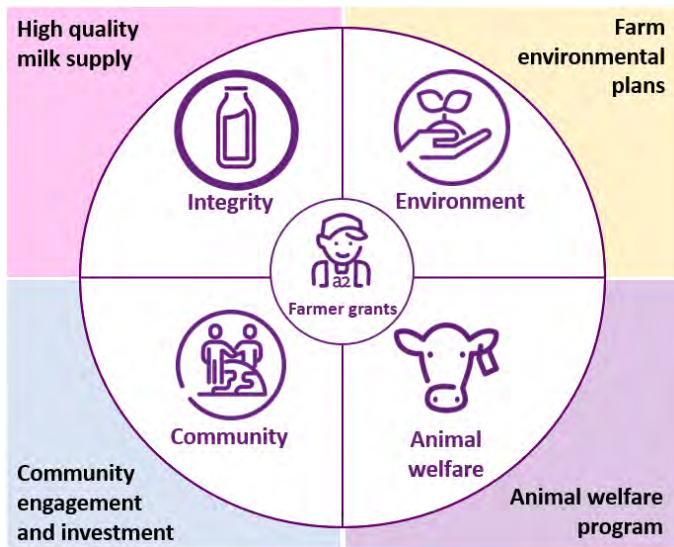 High quality
milk supply
Farm
environmental
plans
Integrity
Environment
a2
Farmer grants
Community
Animal
welfare
Community
engagement
and investment
Animal welfare
program